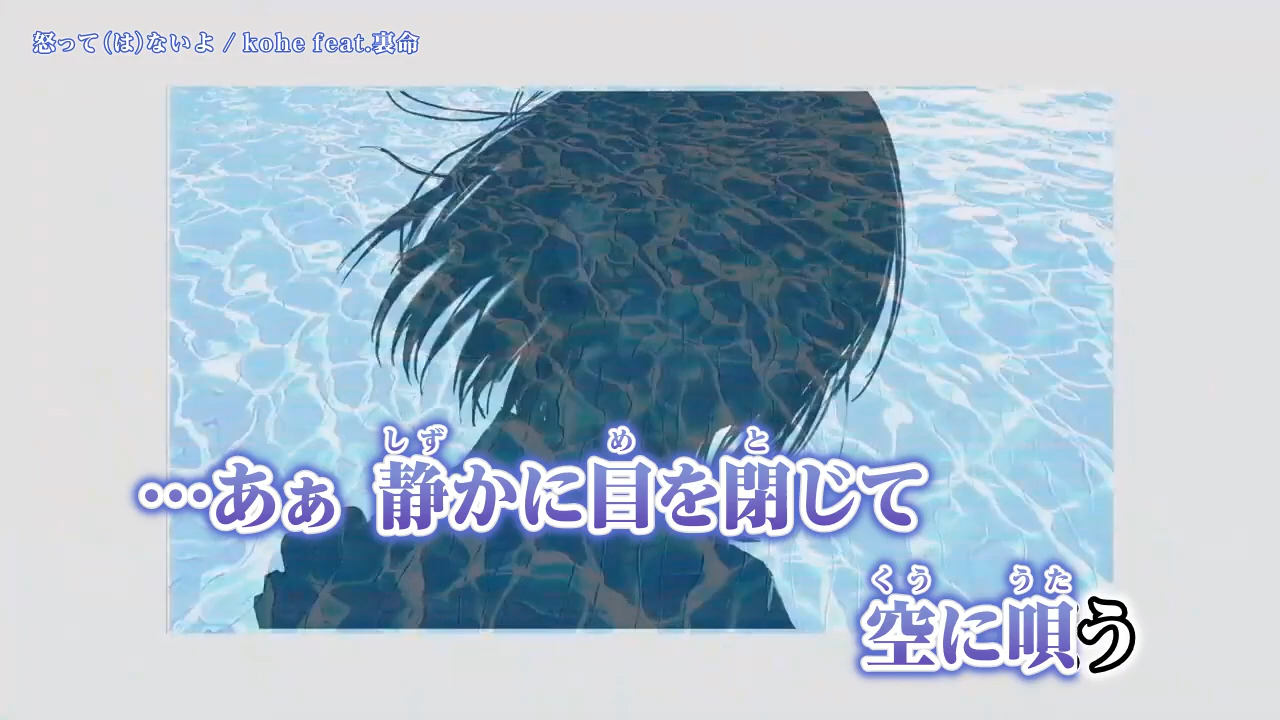 怒って(は)ないよ / kohe feat.裏命
しず め と
…あぁ 静かに目を閉じて
くう うた
空に唄う